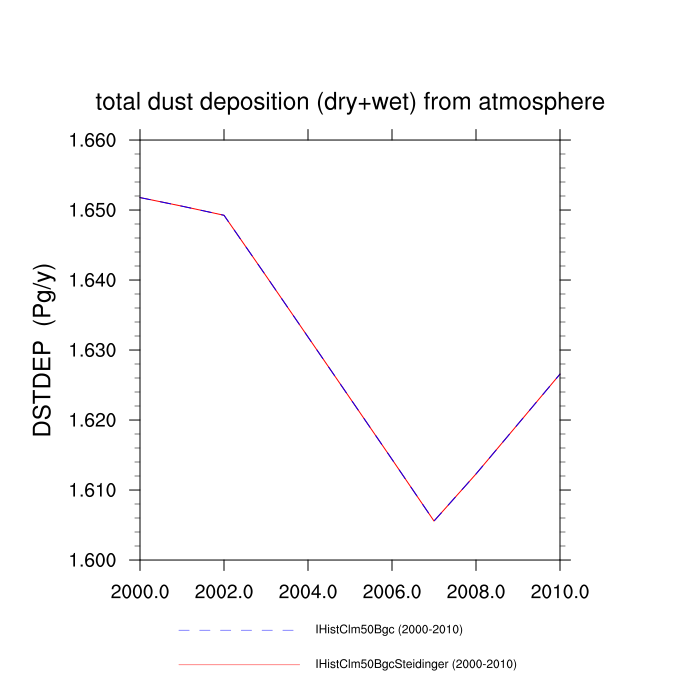 total dust deposition (dry+wet) from atmosphere
1.660
1.650
1.640
1.630
1.620
1.610
1.600
DSTDEP (Pg/y)
2000.0 2002.0 2004.0 2006.0 2008.0 2010.0
IHistClm50Bgc (2000-2010)
IHistClm50BgcSteidinger (2000-2010)